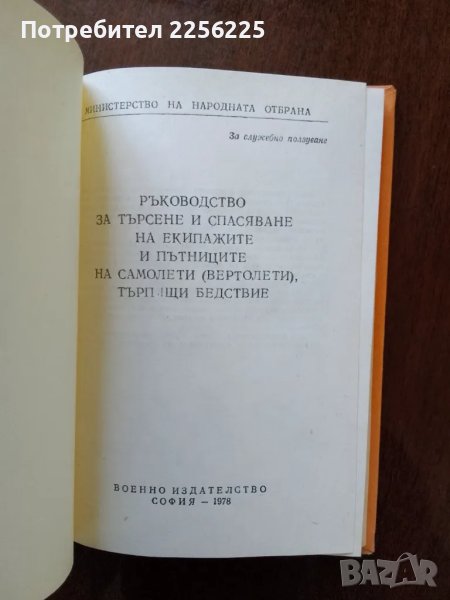 Потребител 2256225
МИНИСТЕРСТВО НА НАРОДНАТА ОТБРАНА
За служебно ползуване
РЪКОВОДСТВО
ЗА ТЪРСЕНЕ И СПАСЯВАНЕ
НА ЕКИПАЖИТЕ
И ПЪТНИЦИТЕ
НА САМОЛЕТИ (ВЕРТОЛЕТИ),
ТЪРПЯЩИ БЕДСТВИЕ
ВОЕННО ИЗДАТЕЛСТВО
СОФИЯ — 1978
BAZAR